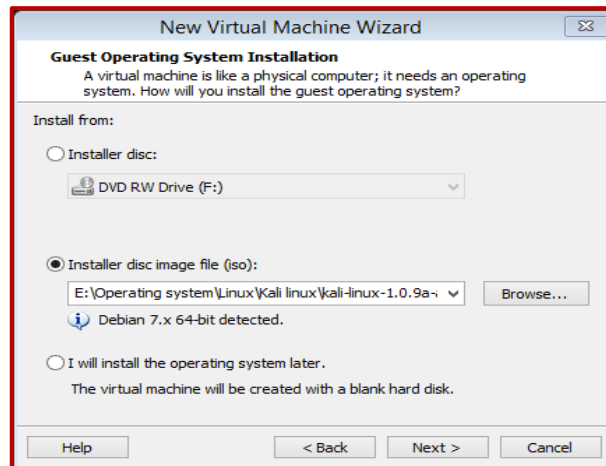 New Virtual Machine Wizard
Guest Operating System Installation
A virtual machine is like a physical computer; it needs an operating
system. How will you install the guest operating system?
Install from:
Installer disc:
DVD RW Drive (F:)
Installer disc image file (iso):
E:\Operating system\Linux\Kali linux\kali-linux-1.0.9a-
Browse...
Debian 7.x 64-bit detected.
I will install the operating system later.
The virtual machine will be created with a blank hard disk.
Help
< Back
Next >
Cancel